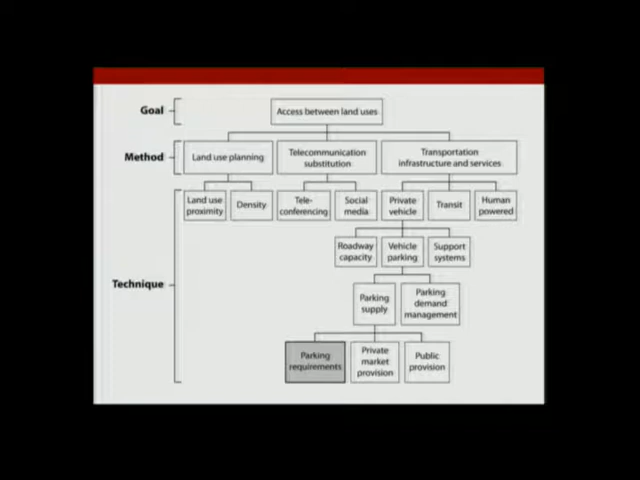 Goal
Access between land uses
Method
Land use planning
Telecommunication
substitution
Transportation
infrastructure and services
Technique
Land use
proximity
Density
Tele-
conferencing
Social
media
Private
vehicle
Transit
Human
powered
Roadway
capacity
Vehicle
parking
Support
systems
Parking
supply
Parking
demand
management
Parking
requirements
Private
market
provision
Public
provision